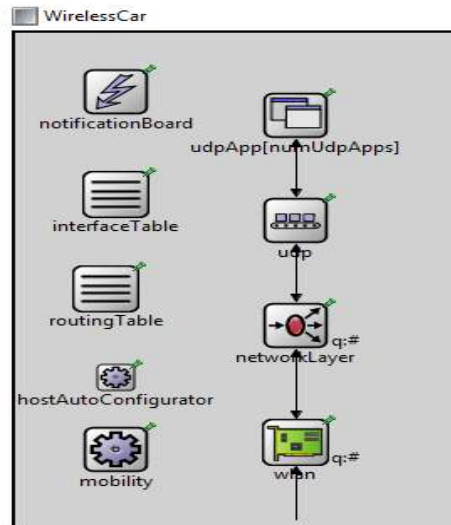 WirelessCar
notificationBoard
udpApp[numUdpApps]
interfaceTable
udp
routingTable
q:#
networkLayer
hostAutoConfigurator
q:#
mobility
wlan